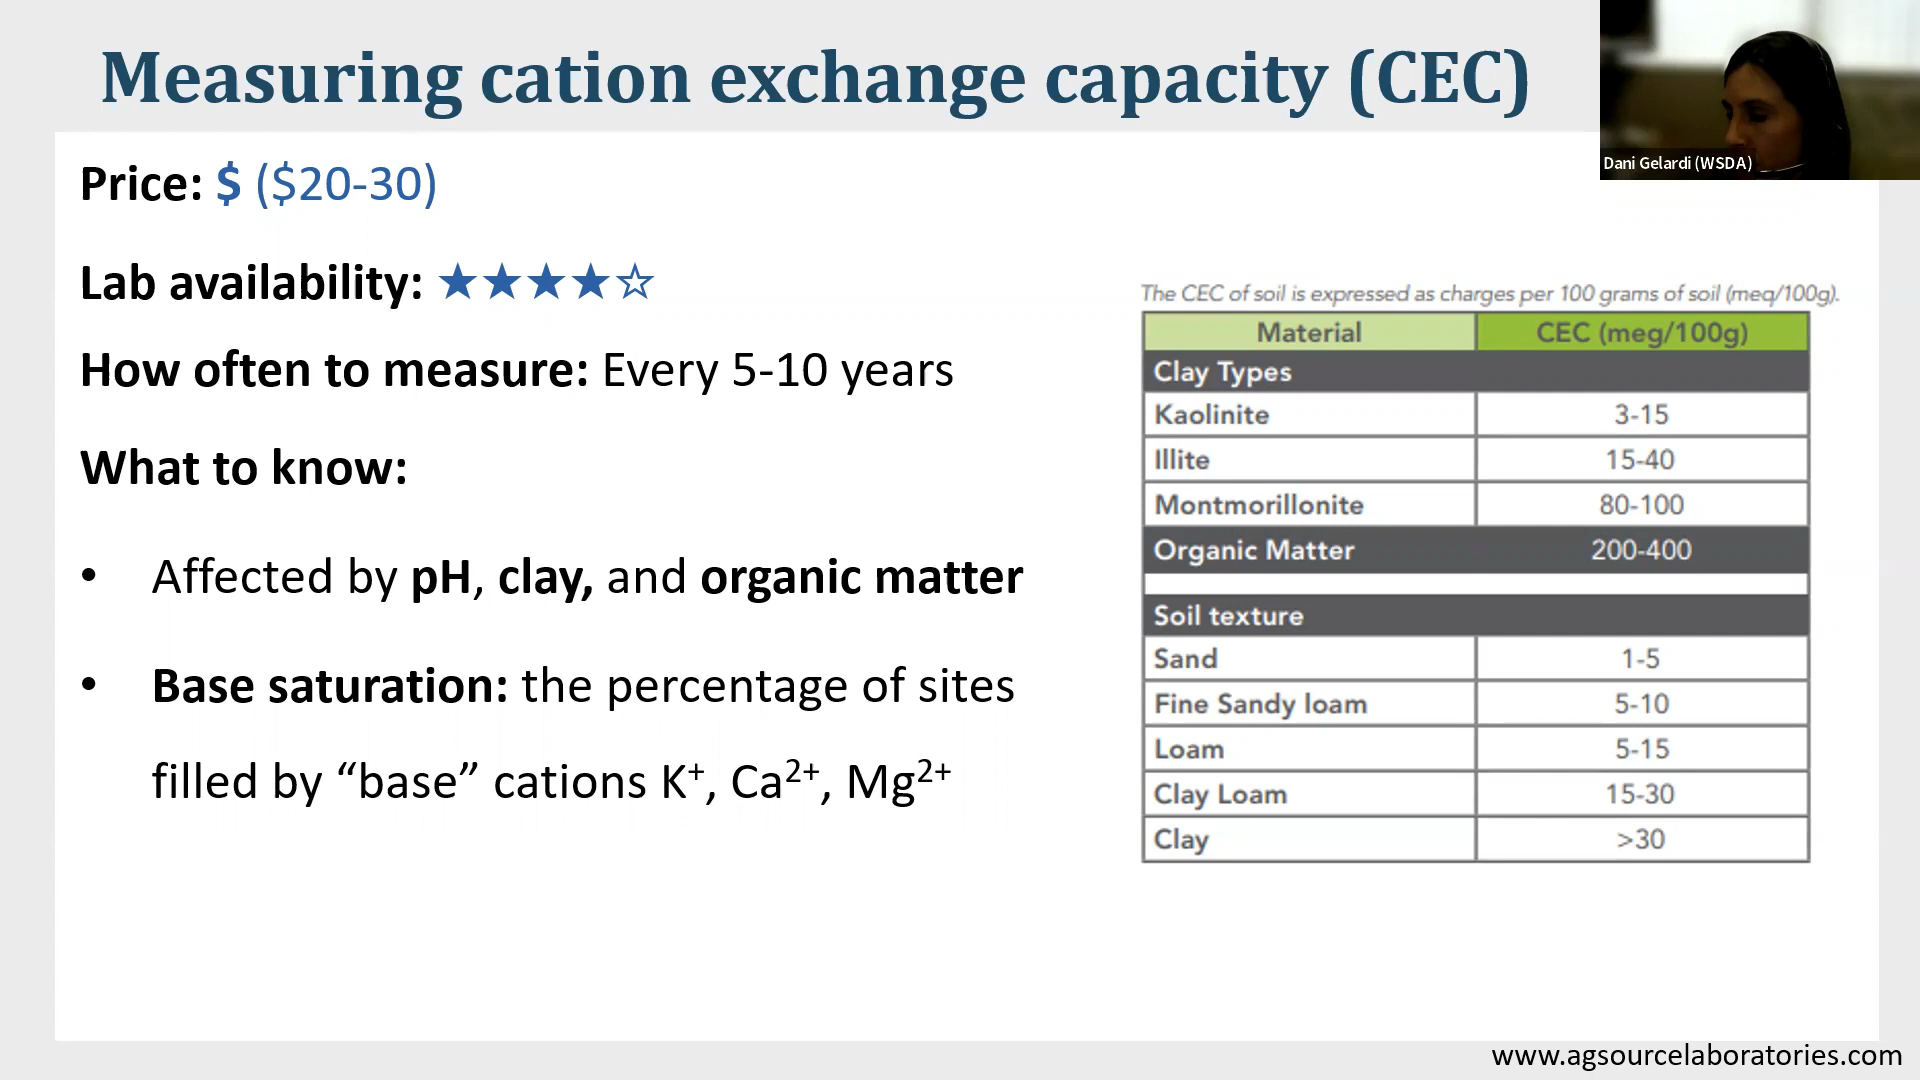 Measuring cation exchange capacity (CEC)
Dani Gelardi (WSDA)
Price: $ ($20-30)
Lab availability: ★★★★☆
How often to measure: Every 5-10 years
What to know:
• Affected by pH, clay, and organic matter
• Base saturation: the percentage of sites
filled by “base” cations K⁺, Ca²⁺, Mg²⁺
The CEC of soil is expressed as charges per 100 grams of soil (meq/100g).
Material CEC (meg/100g)
Clay Types
Kaolinite 3-15
Illite 15-40
Montmorillonite 80-100
Organic Matter 200-400
Soil texture
Sand 1-5
Fine Sandy loam 5-10
Loam 5-15
Clay Loam 15-30
Clay >30
www.agsourcelaboratories.com